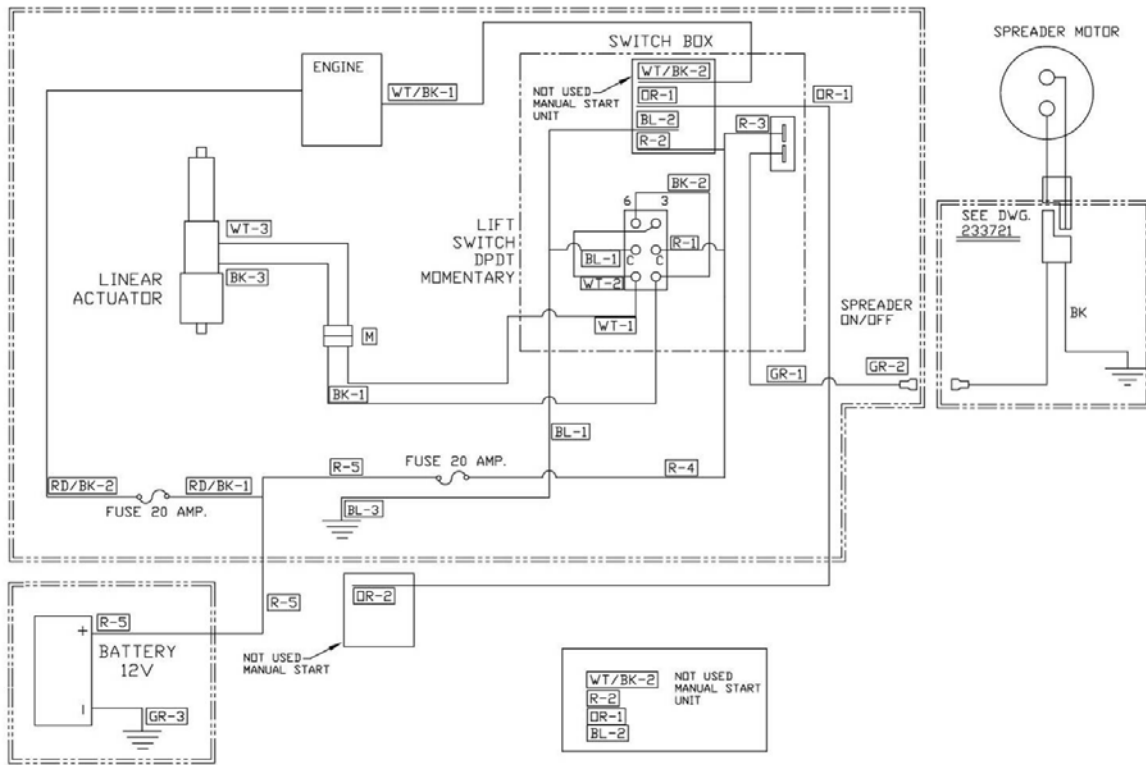 SPREADER MOTOR
SWITCH BOX
ENGINE
WT/BK-2
WT/BK-1
NOT USED
MANUAL START
UNIT
OR-1
OR-1
BL-2
R-3
R-2
BK-2
6 3
SEE DWG.
233721
WT-3
LIFT
SWITCH
DPDT
MOMENTARY
R-1
BL-1
C C
BK-3
WT-2
LINEAR
ACTUATOR
SPREADER
ON/OFF
BK
M
WT-1
GR-1
GR-2
BK-1
BL-1
R-5
FUSE 20 AMP.
R-4
RD/BK-2
RD/BK-1
FUSE 20 AMP.
BL-3
OR-2
R-5
R-5
+
BATTERY
12V
-
GR-3
NOT USED
MANUAL START
WT/BK-2
R-2
OR-1
BL-2
NOT USED
MANUAL START
UNIT